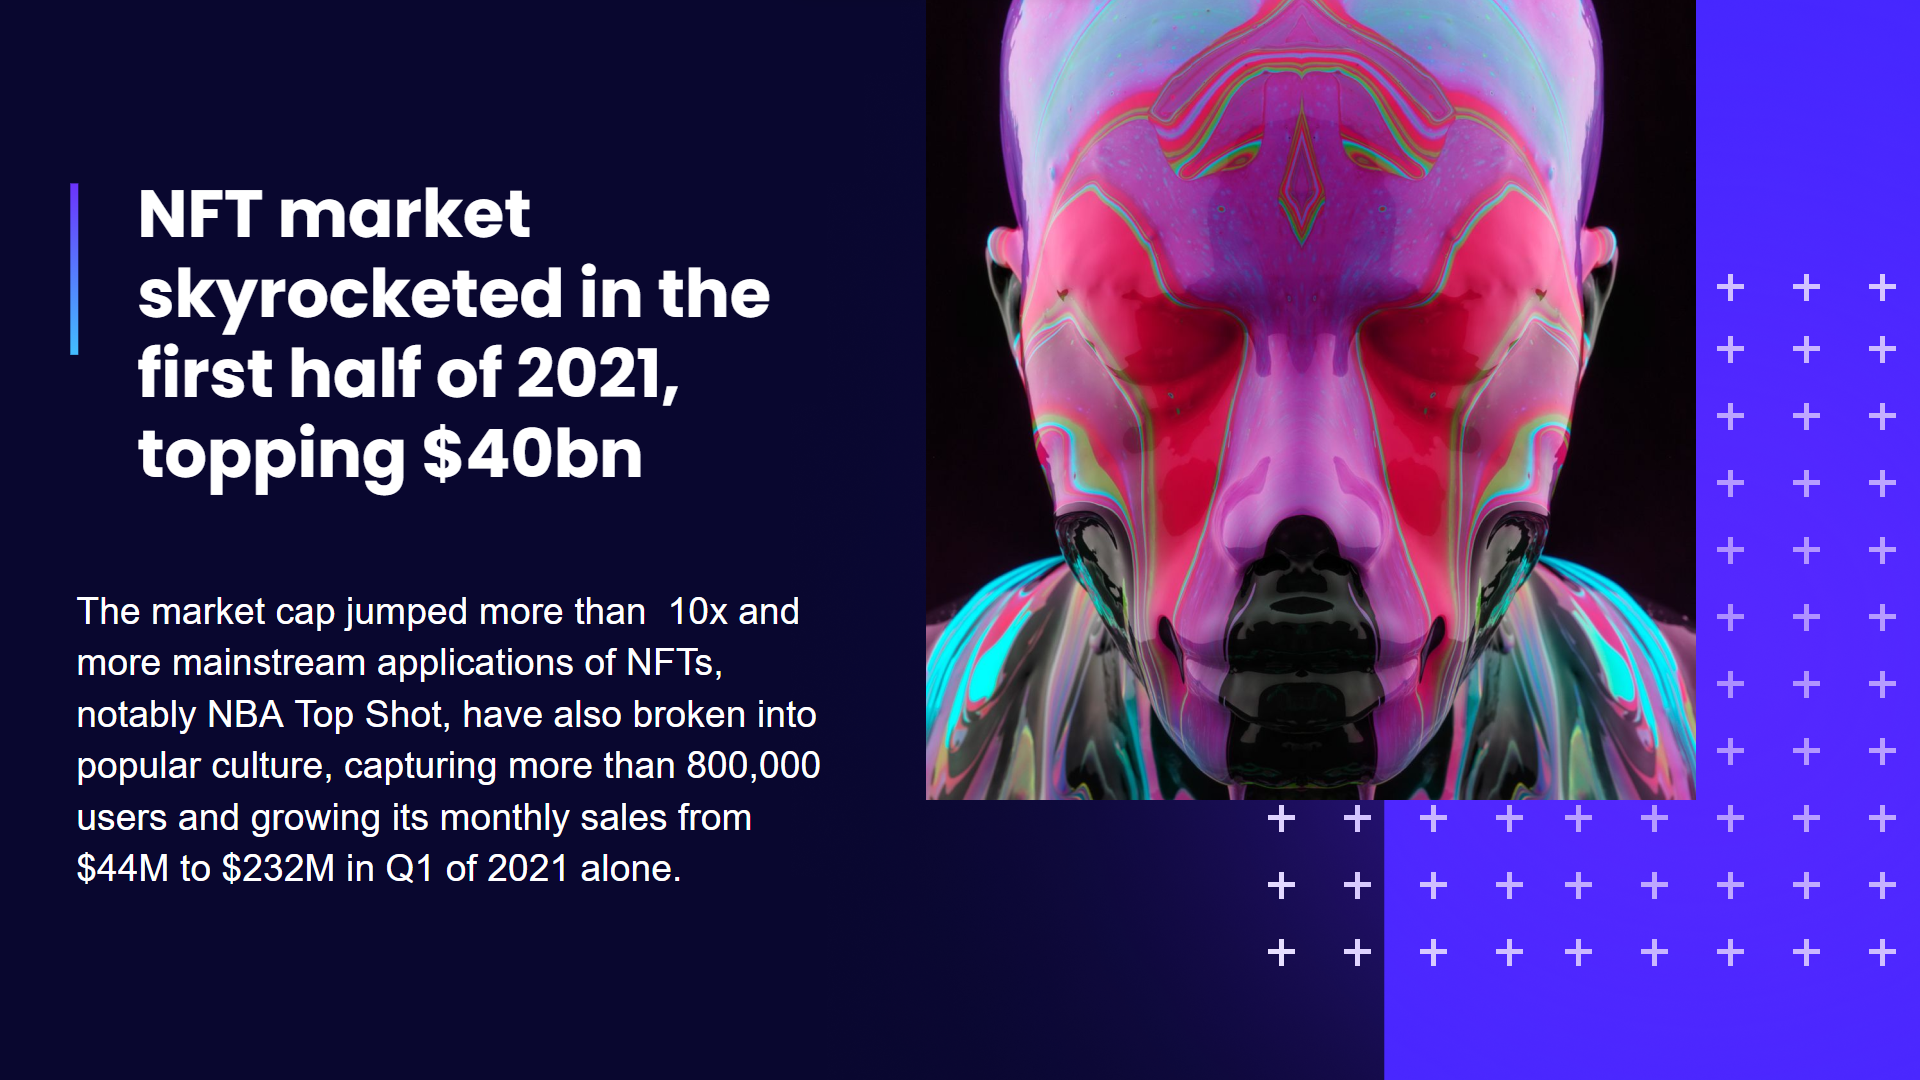 NFT market
skyrocketed in the
first half of 2021,
topping $40bn
The market cap jumped more than  10x and
more mainstream applications of NFTs,
notably NBA Top Shot, have also broken into
popular culture, capturing more than 800,000
users and growing its monthly sales from
$44M to $232M in Q1 of 2021 alone.